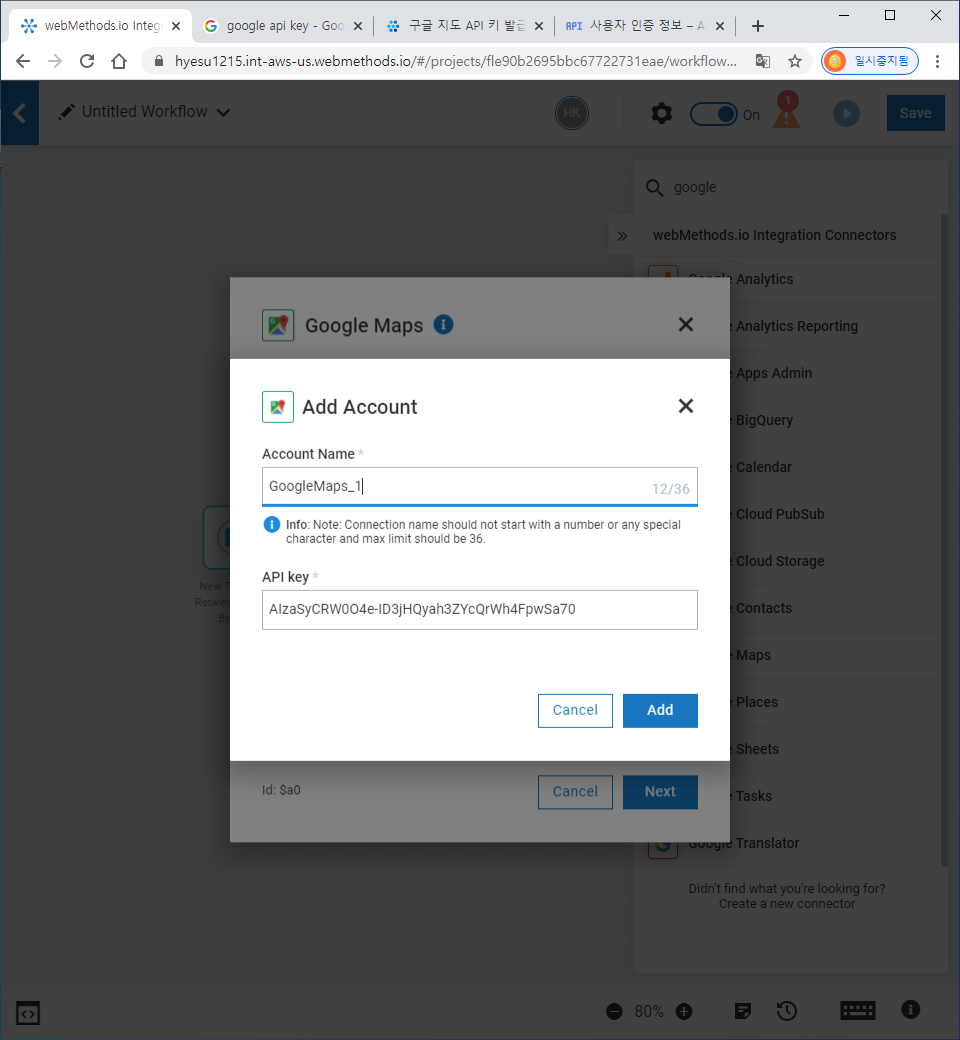 webMethods.io Integ
google api key - Goo
구글 지도 API 키 발급
API 사용자 인증 정보 – A
hyesu1215.int-aws-us.webmethods.io/#/projects/fle90b2695bbc67722731eae/workflow...
일시중지됨
Untitled Workflow
HK
On
1
Save
google
webMethods.io Integration Connectors
Google Analytics
e Analytics Reporting
e Apps Admin
e BigQuery
e Calendar
e Cloud PubSub
e Cloud Storage
e Contacts
e Maps
e Places
e Sheets
e Tasks
Google Translator
Didn't find what you're looking for?
Create a new connector
New
Retwee
By
Google Maps
Add Account
Account Name *
GoogleMaps_1
12/36
Info: Note: Connection name should not start with a number or any special
character and max limit should be 36.
API key *
AIzaSyCRW0O4e-ID3jHQyah3ZYcQrWh4FpwSa70
Cancel
Add
Id: $a0
Cancel
Next
80%